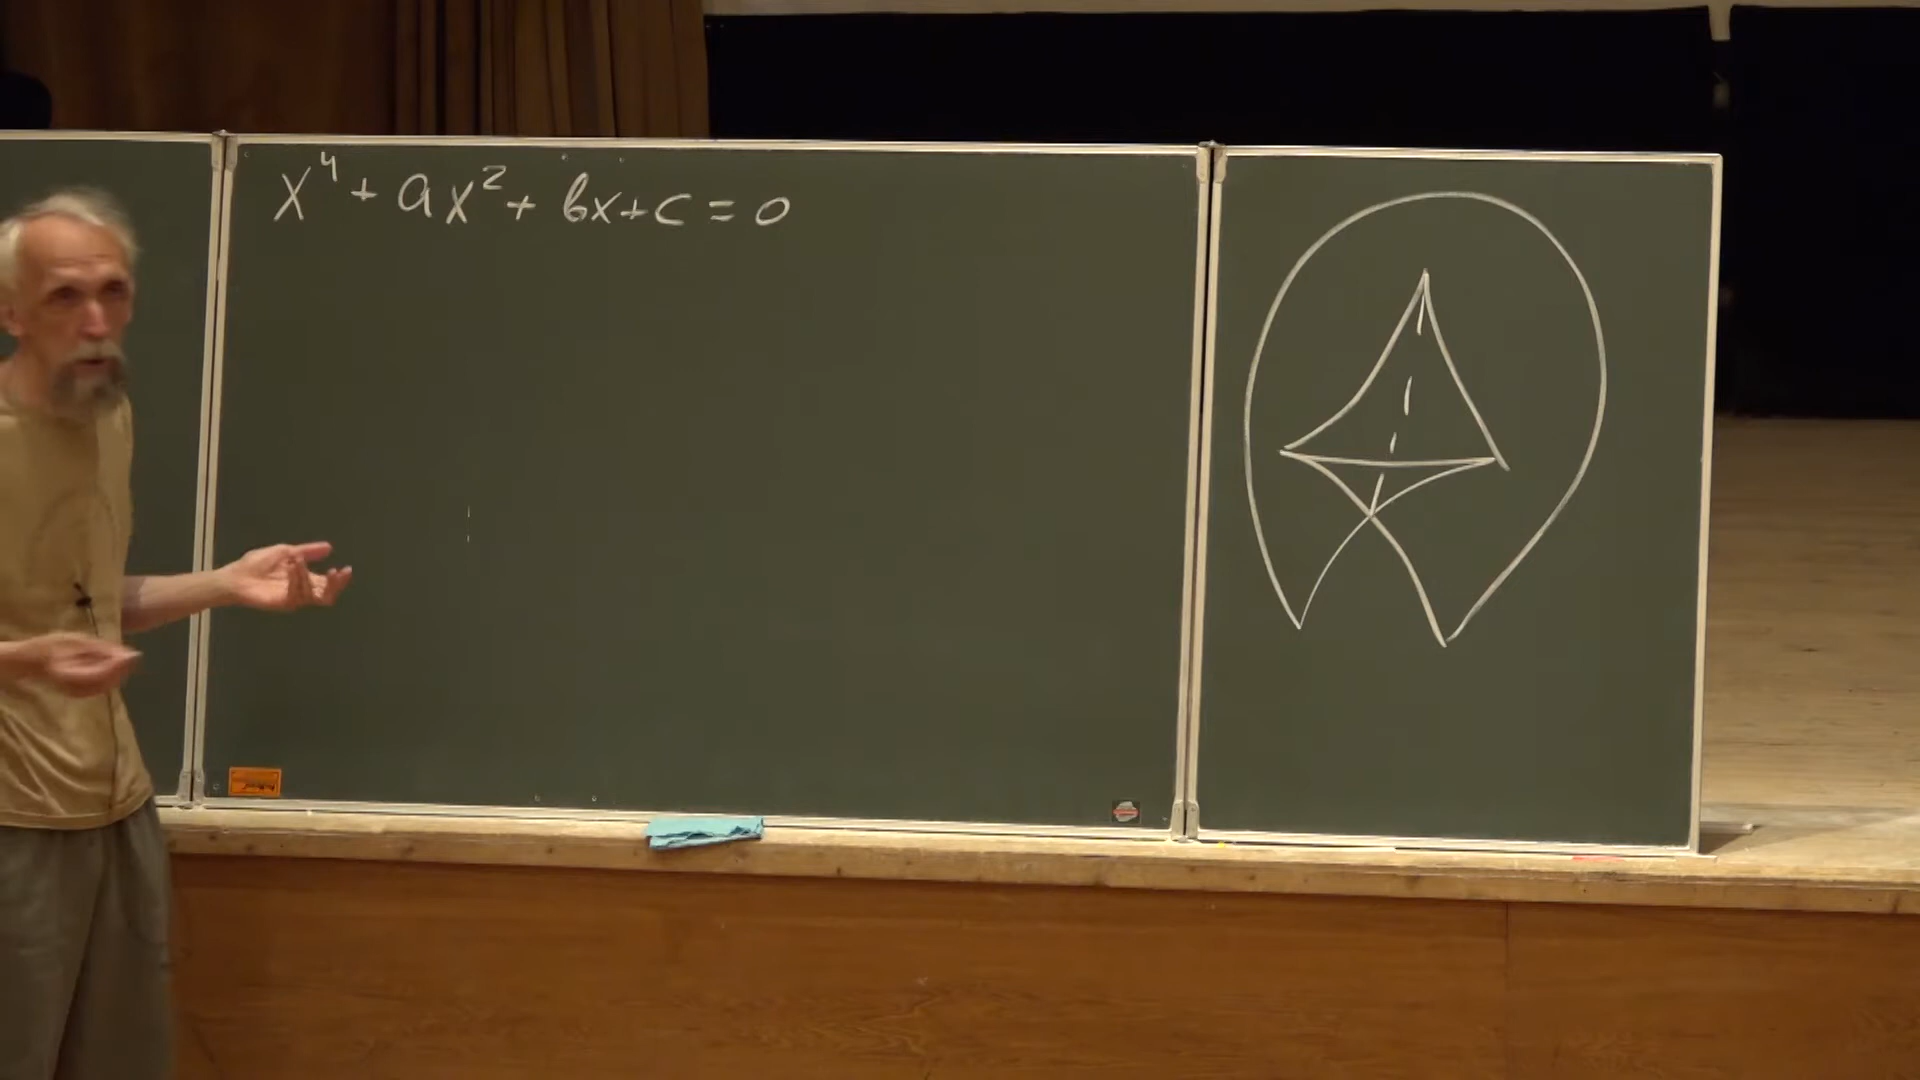 x⁴ + ax² + bx + c = 0